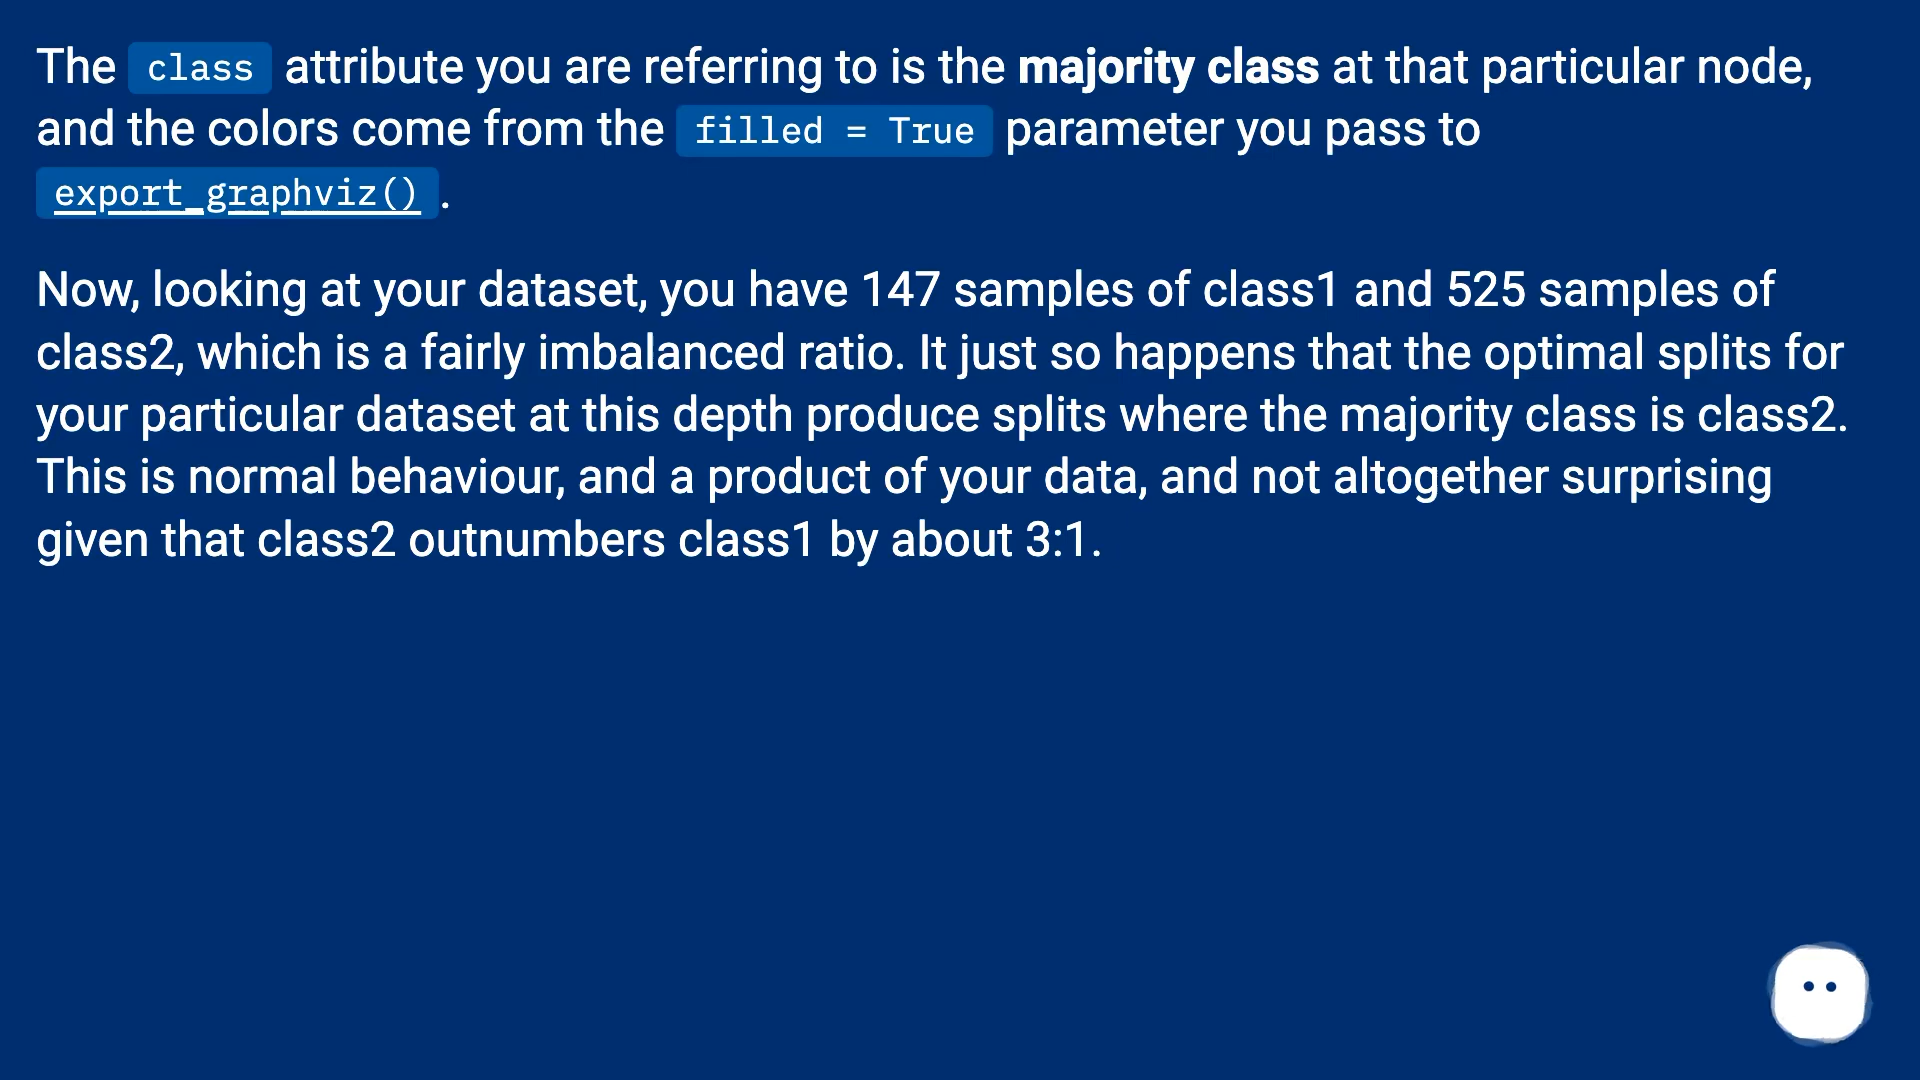 The class attribute you are referring to is the majority class at that particular node,
and the colors come from the filled = True parameter you pass to
export_graphviz().
Now, looking at your dataset, you have 147 samples of class1 and 525 samples of
class2, which is a fairly imbalanced ratio. It just so happens that the optimal splits for
your particular dataset at this depth produce splits where the majority class is class2.
This is normal behaviour, and a product of your data, and not altogether surprising
given that class2 outnumbers class1 by about 3:1.